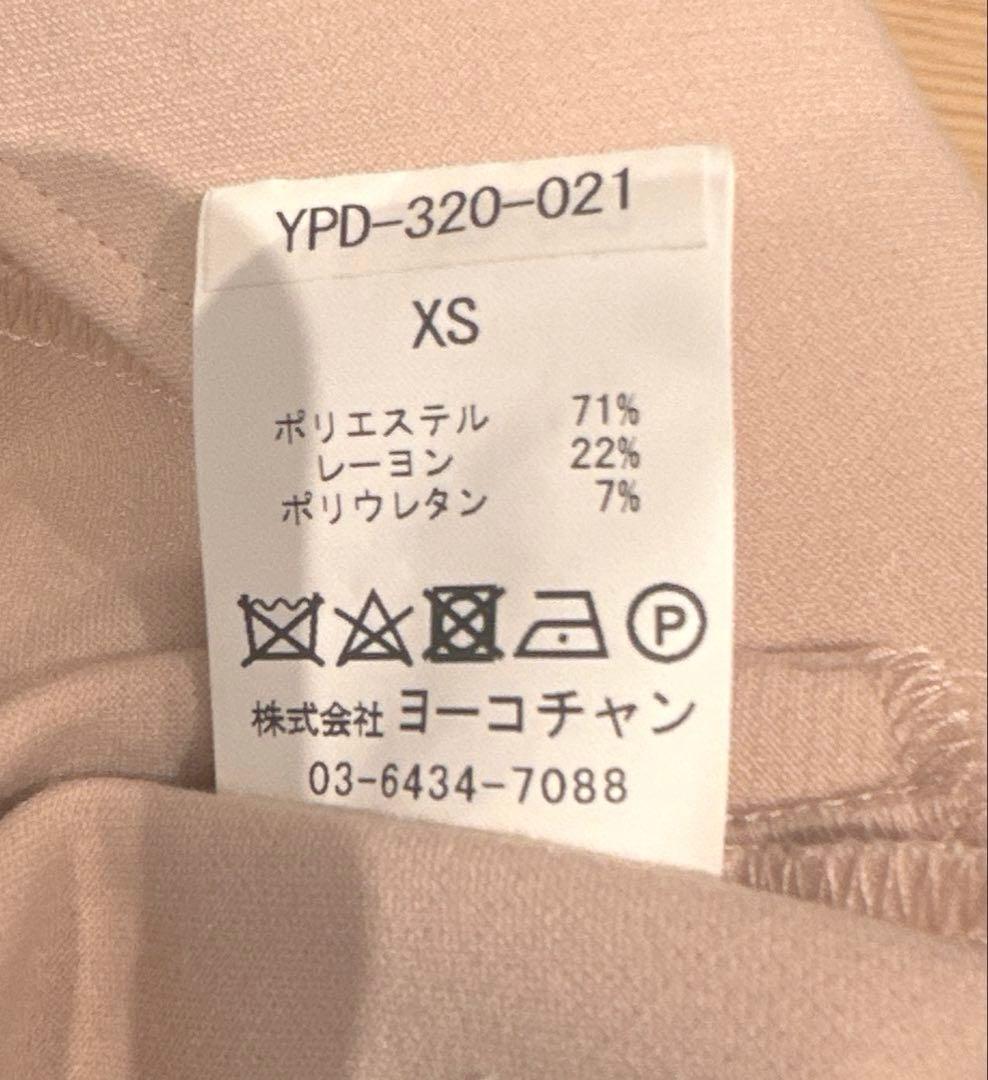 YPD-320-021
XS
ポリエステル 71%
レーヨン 22%
ポリウレタン 7%
P
株式会社 ヨーコチャン
03-6434-7088